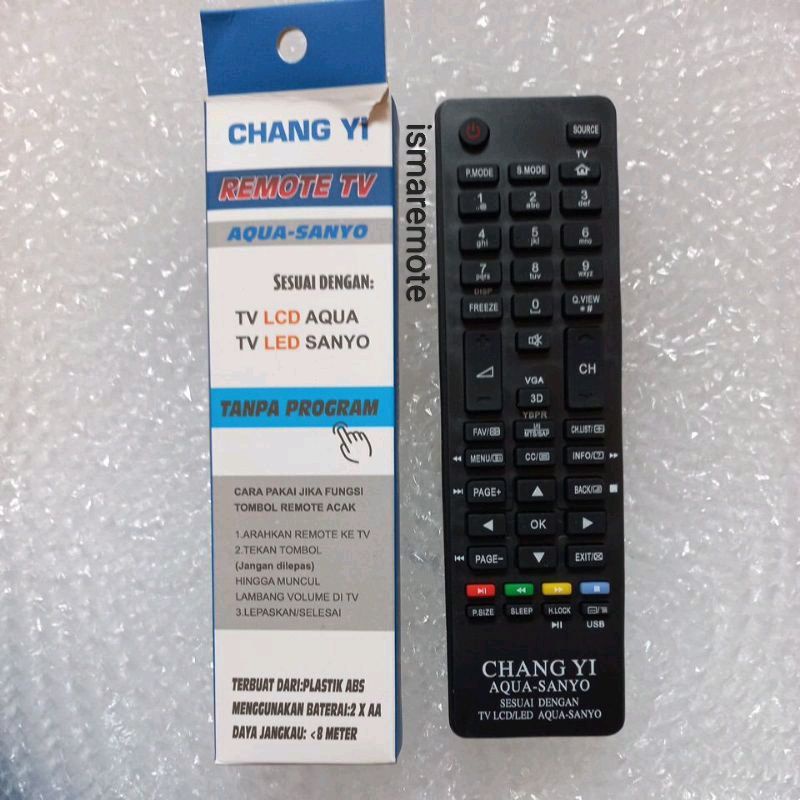 CHANG YI
REMOTE TV
AQUA-SANYO
SESUAI DENGAN:
TV LCD AQUA
TV LED SANYO
TANPA PROGRAM
CARA PAKAI JIKA FUNGSI
TOMBOL REMOTE ACAK
1.ARAHKAN REMOTE KE TV
2.TEKAN TOMBOL
(Jangan dilepas)
HINGGA MUNCUL
LAMBANG VOLUME DI TV
3.LEPASKAN/SELESAI
TERBUAT DARI:PLASTIK ABS
MENGGUNAKAN BATERAI:2 X AA
DAYA JANGKAU: <8 METER
ismaremote
SOURCE
TV
P.MODE S.MODE
1 2 abc 3 def
4 ghi 5 jkl 6 mno
7 pqrs 8 tuv 9 wxyz
DISP
FREEZE 0 Q.VIEW
*#
+
CH
-
VGA
3D
YBPR
FAV/ MTS/SAP CH.LIST/
MENU/ CC/ INFO/
PAGE+ ▲ BACK/
◀ OK ▶
PAGE- ▼ EXIT/
P.SIZE SLEEP H.LOCK
USB
CHANG YI
AQUA-SANYO
SESUAI DENGAN
TV LCD/LED AQUA-SANYO